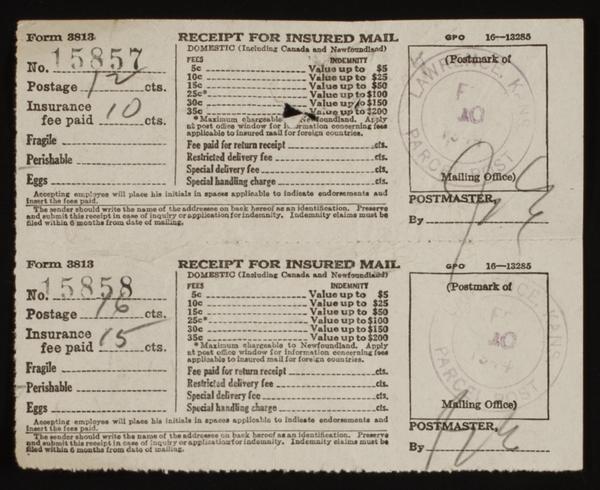 Form 3813 RECEIPT FOR INSURED MAIL GPO 16—13285
DOMESTIC (Including Canada and Newfoundland)
No. 15857
Postage 12 cts.
Insurance
fee paid 10 cts.
Fragile
Perishable
Eggs
FEES INDEMNITY
5c Value up to $5
10c Value up to $25
15c Value up to $50
25c* Value up to $100
30c Value up to $150
35c Value up to $200
* Maximum chargeable to Newfoundland. Apply
at post office window for information concerning fees
applicable to insured mail for foreign countries.
Fee paid for return receipt cts.
Restricted delivery fee cts.
Special delivery fee cts.
Special handling charge cts.
(Postmark of
LAWRENCE, KANS
10
PARCEL POST
Mailing Office)
POSTMASTER,
By
Accepting employee will place his initials in spaces applicable to indicate endorsements and
insert the fees paid.
The sender should write the name of the addressee on back hereof as an identification. Preserve
and submit this receipt in case of inquiry or application for indemnity. Indemnity claims must be
filed within 6 months from date of mailing.
Form 3813 RECEIPT FOR INSURED MAIL GPO 16—13285
DOMESTIC (Including Canada and Newfoundland)
No. 15858
Postage 16 cts.
Insurance
fee paid 15 cts.
Fragile
Perishable
Eggs
FEES INDEMNITY
5c Value up to $5
10c Value up to $25
15c Value up to $50
25c* Value up to $100
30c Value up to $150
35c Value up to $200
* Maximum chargeable to Newfoundland. Apply
at post office window for information concerning fees
applicable to insured mail for foreign countries.
Fee paid for return receipt cts.
Restricted delivery fee cts.
Special delivery fee cts.
Special handling charge cts.
(Postmark of
KANS
10
PARCEL POST
Mailing Office)
POSTMASTER,
By
Accepting employee will place his initials in spaces applicable to indicate endorsements and
insert the fees paid.
The sender should write the name of the addressee on back hereof as an identification. Preserve
and submit this receipt in case of inquiry or application for indemnity. Indemnity claims must be
filed within 6 months from date of mailing.